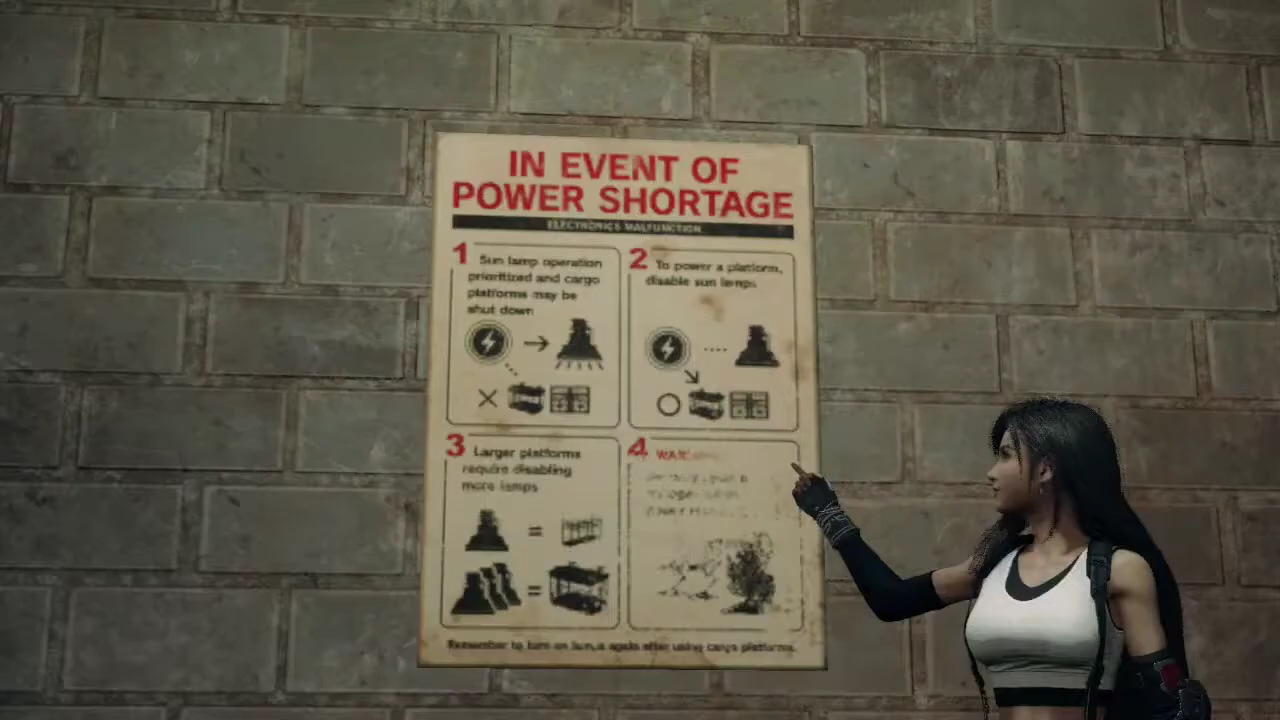 IN EVENT OF
POWER SHORTAGE
ELECTRONICS MALFUNCTION
1 Sun lamp operation
prioritized and cargo
platforms may be
shut down
2 To power a platform,
disable sun lamps
3 Larger platforms
require disabling
more lamps
4
Remember to turn on again after using cargo platforms.